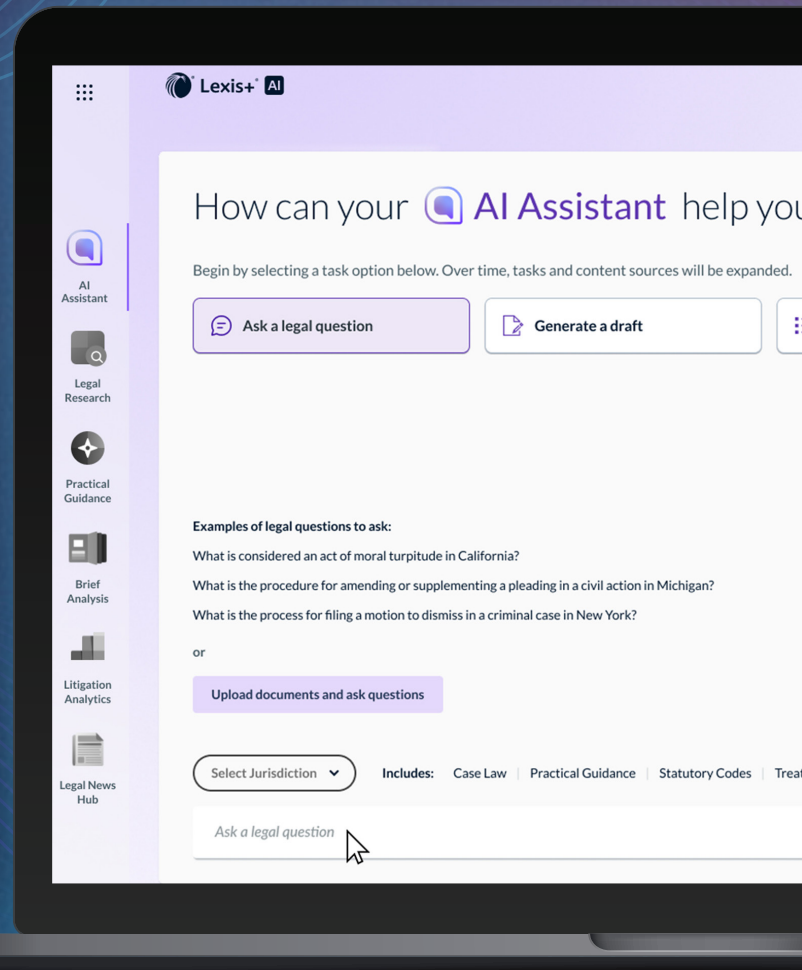 Lexis+ AI
How can your AI Assistant help
Begin by selecting a task option below. Over time, tasks and content sources will be expanded.
Ask a legal question
Generate a draft
AI
Assistant
Legal
Research
Practical
Guidance
Brief
Analysis
Litigation
Analytics
Legal News
Hub
Examples of legal questions to ask:
What is considered an act of moral turpitude in California?
What is the procedure for amending or supplementing a pleading in a civil action in Michigan?
What is the process for filing a motion to dismiss in a criminal case in New York?
or
Upload documents and ask questions
Select Jurisdiction
Includes: Case Law Practical Guidance Statutory Codes
Ask a legal question